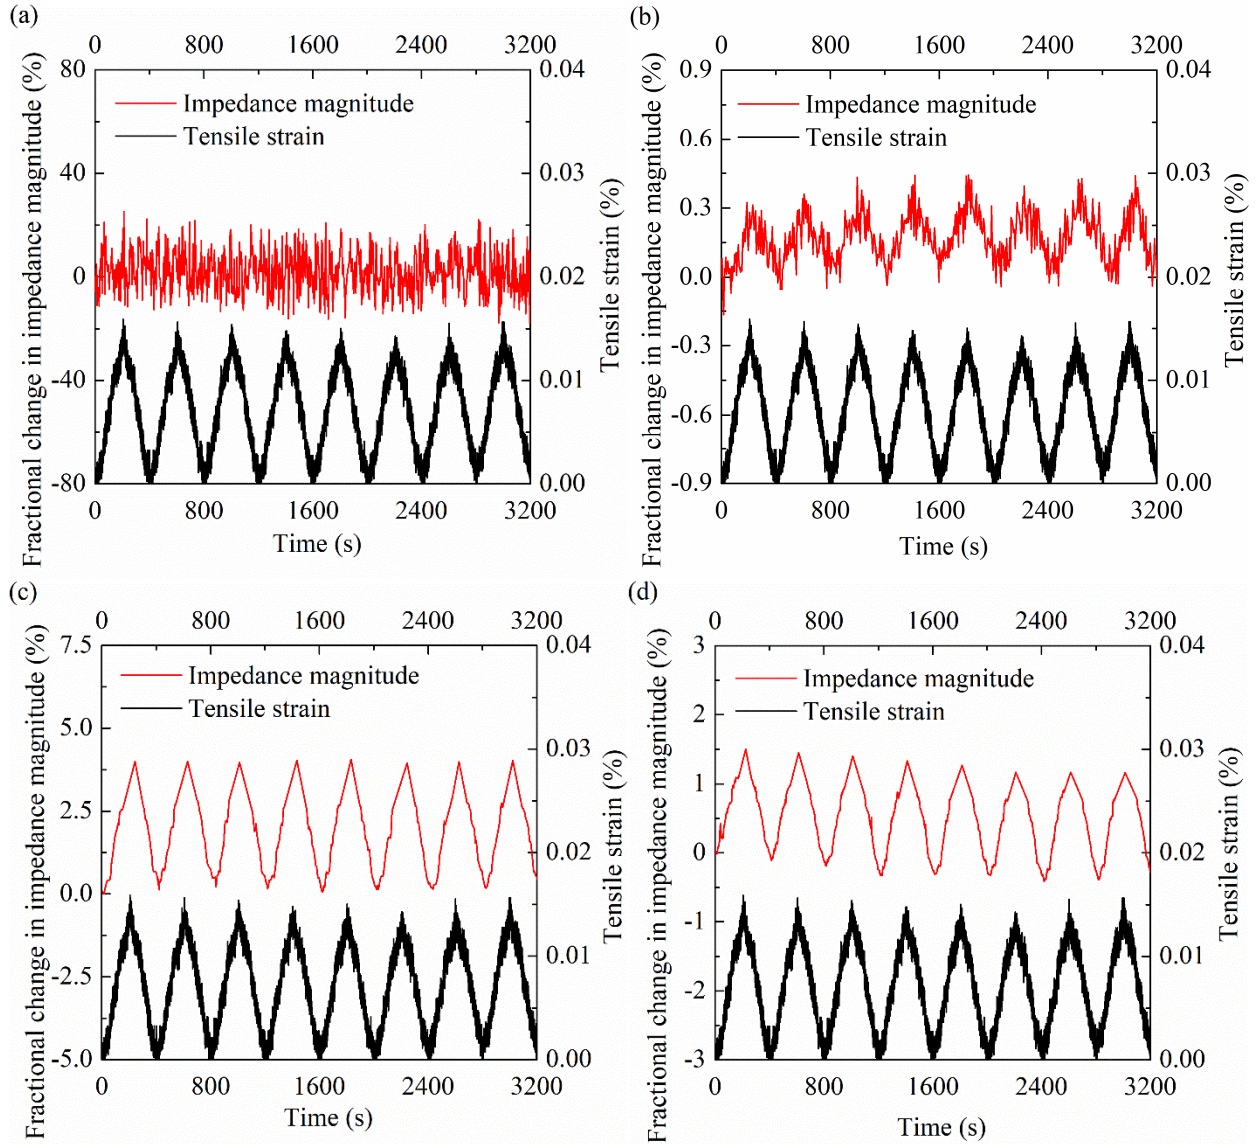 (a)
0 800 1600 2400 3200
80 0.04
Impedance magnitude
Tensile strain
40 0.03
0 0.02
-40 0.01
-80 0.00
0 800 1600 2400 3200
Time (s)
Fractional change in impedance magnitude (%)
Tensile strain (%)
(b)
0 800 1600 2400 3200
0.9 0.04
Impedance magnitude
Tensile strain
0.6
0.03
0.3
0.0 0.02
-0.3
0.01
-0.6
-0.9 0.00
0 800 1600 2400 3200
Time (s)
Fractional change in impedance magnitude (%)
Tensile strain (%)
(c)
0 800 1600 2400 3200
7.5 0.04
Impedance magnitude
Tensile strain
5.0
0.03
2.5
0.02
0.0
0.01
-2.5
-5.0 0.00
0 800 1600 2400 3200
Time (s)
Fractional change in impedance magnitude (%)
Tensile strain (%)
(d)
0 800 1600 2400 3200
3 0.04
Impedance magnitude
Tensile strain
2
0.03
1
0 0.02
-1
0.01
-2
-3 0.00
0 800 1600 2400 3200
Time (s)
Fractional change in impedance magnitude (%)
Tensile strain (%)